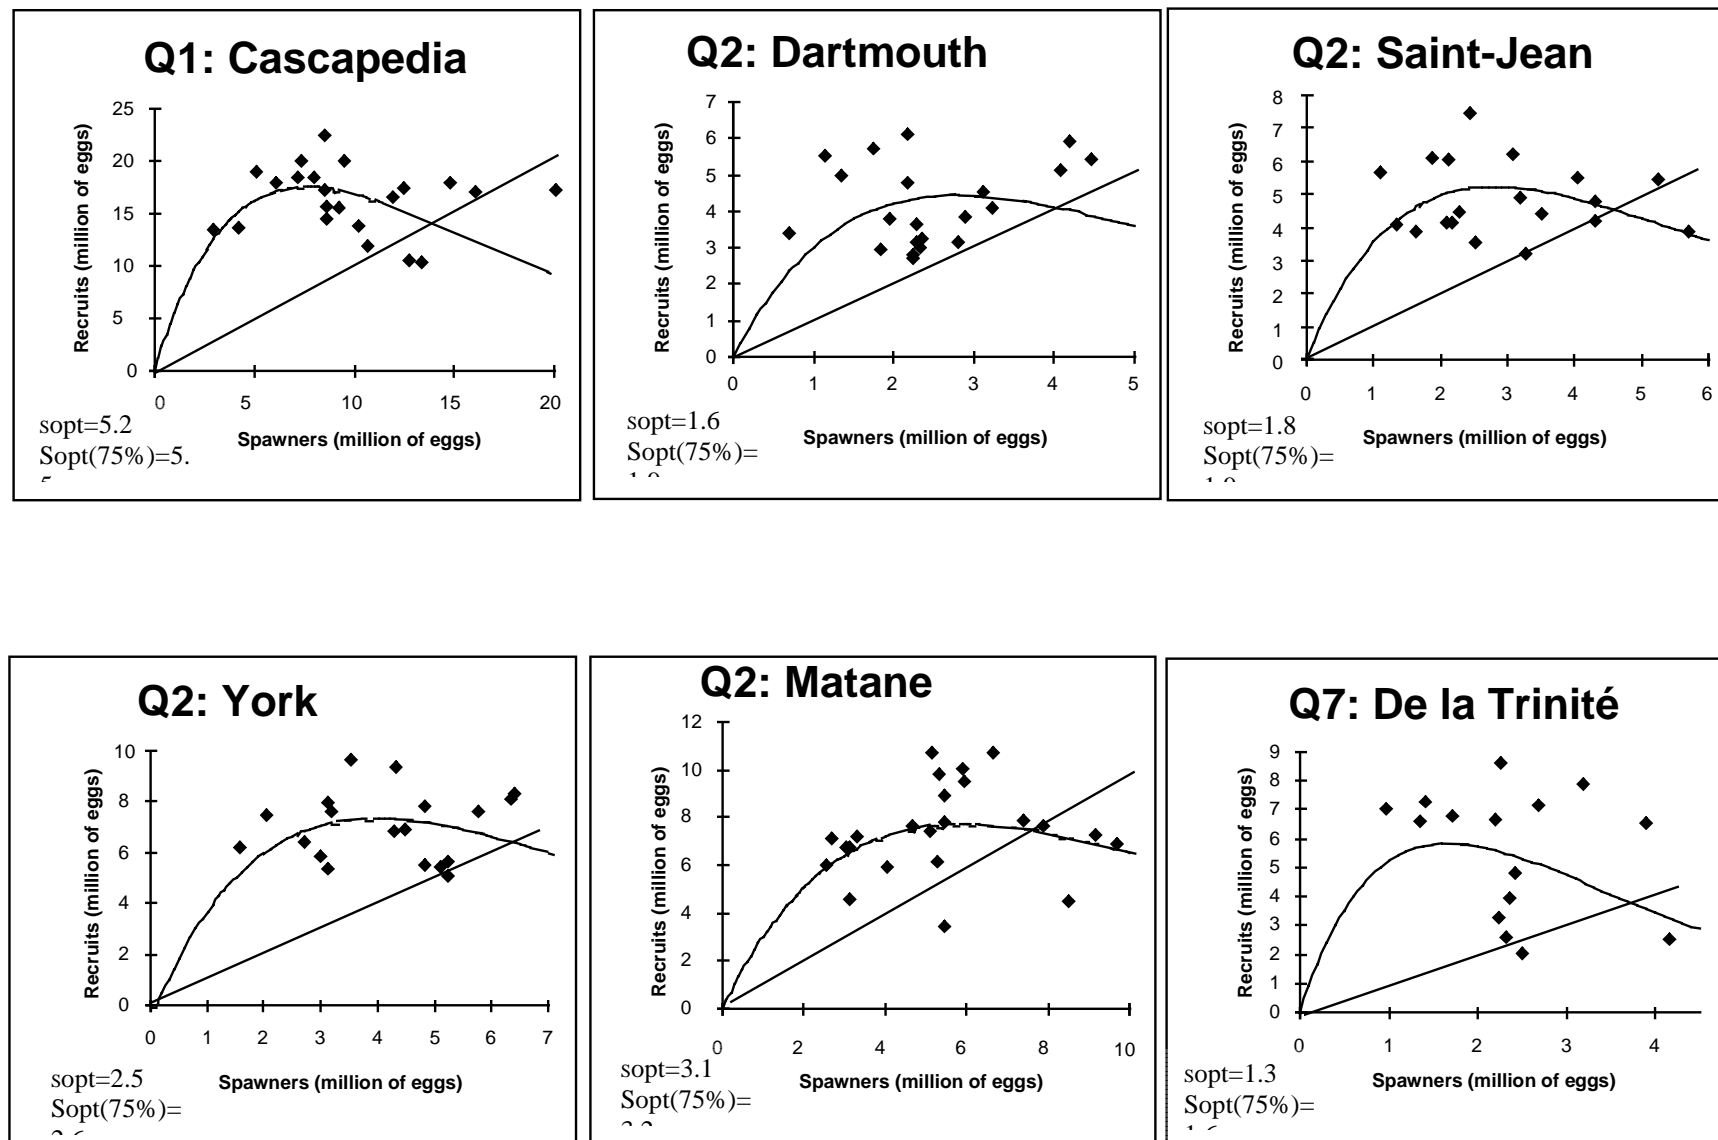 Q1: Cascapedia
25
20
15
10
5
0
Recruits (million of eggs)
0 5 10 15 20
Spawners (million of eggs)
sopt=5.2
Sopt(75%)=5.
Q2: Dartmouth
7
6
5
4
3
2
1
0
Recruits (million of eggs)
0 1 2 3 4 5
Spawners (million of eggs)
sopt=1.6
Sopt(75%)=
Q2: Saint-Jean
8
7
6
5
4
3
2
1
0
Recruits (million of eggs)
0 1 2 3 4 5 6
Spawners (million of eggs)
sopt=1.8
Sopt(75%)=
Q2: York
10
8
6
4
2
0
Recruits (million of eggs)
0 1 2 3 4 5 6 7
Spawners (million of eggs)
sopt=2.5
Sopt(75%)=
Q2: Matane
12
10
8
6
4
2
0
Recruits (million of eggs)
0 2 4 6 8 10
Spawners (million of eggs)
sopt=3.1
Sopt(75%)=
Q7: De la Trinité
9
8
7
6
5
4
3
2
1
0
Recruits (million of eggs)
0 1 2 3 4
Spawners (million of eggs)
sopt=1.3
Sopt(75%)=